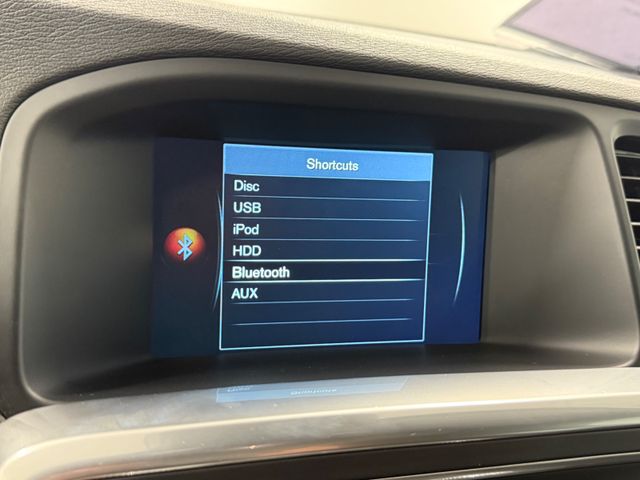 Shortcuts
Disc
USB
iPod
HDD
Bluetooth
AUX